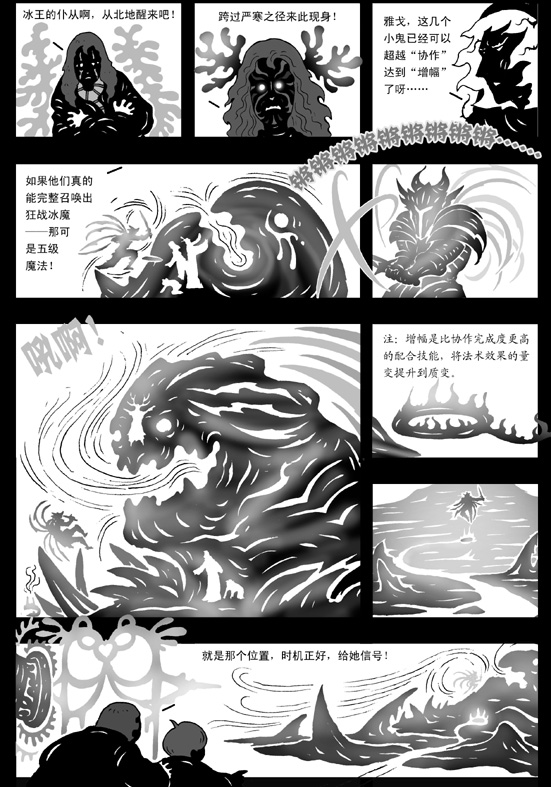 冰王的仆从啊，从北地醒来吧！
跨过严寒之径来此现身！
雅戈，这几个
小鬼已经可以
超越“协作”
达到“增幅”
了呀……
锵锵锵锵锵锵锵锵锵……
如果他们真的
能完整召唤出
狂战冰魔
——那可
是五级
魔法！
吼啊！
注：增幅是比协作完成度更高
的配合技能，将法术效果的量
变提升到质变。
就是那个位置，时机正好，给她信号！